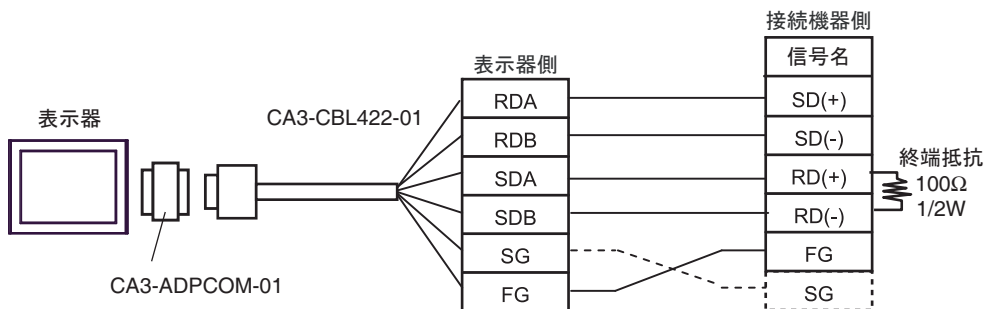 接続機器側
信号名
表示器側
表示器
CA3-CBL422-01
CA3-ADPCOM-01
RDA
RDB
SDA
SDB
SG
FG
SD(+)
SD(-)
RD(+)
RD(-)
FG
SG
終端抵抗
100Ω
1/2W